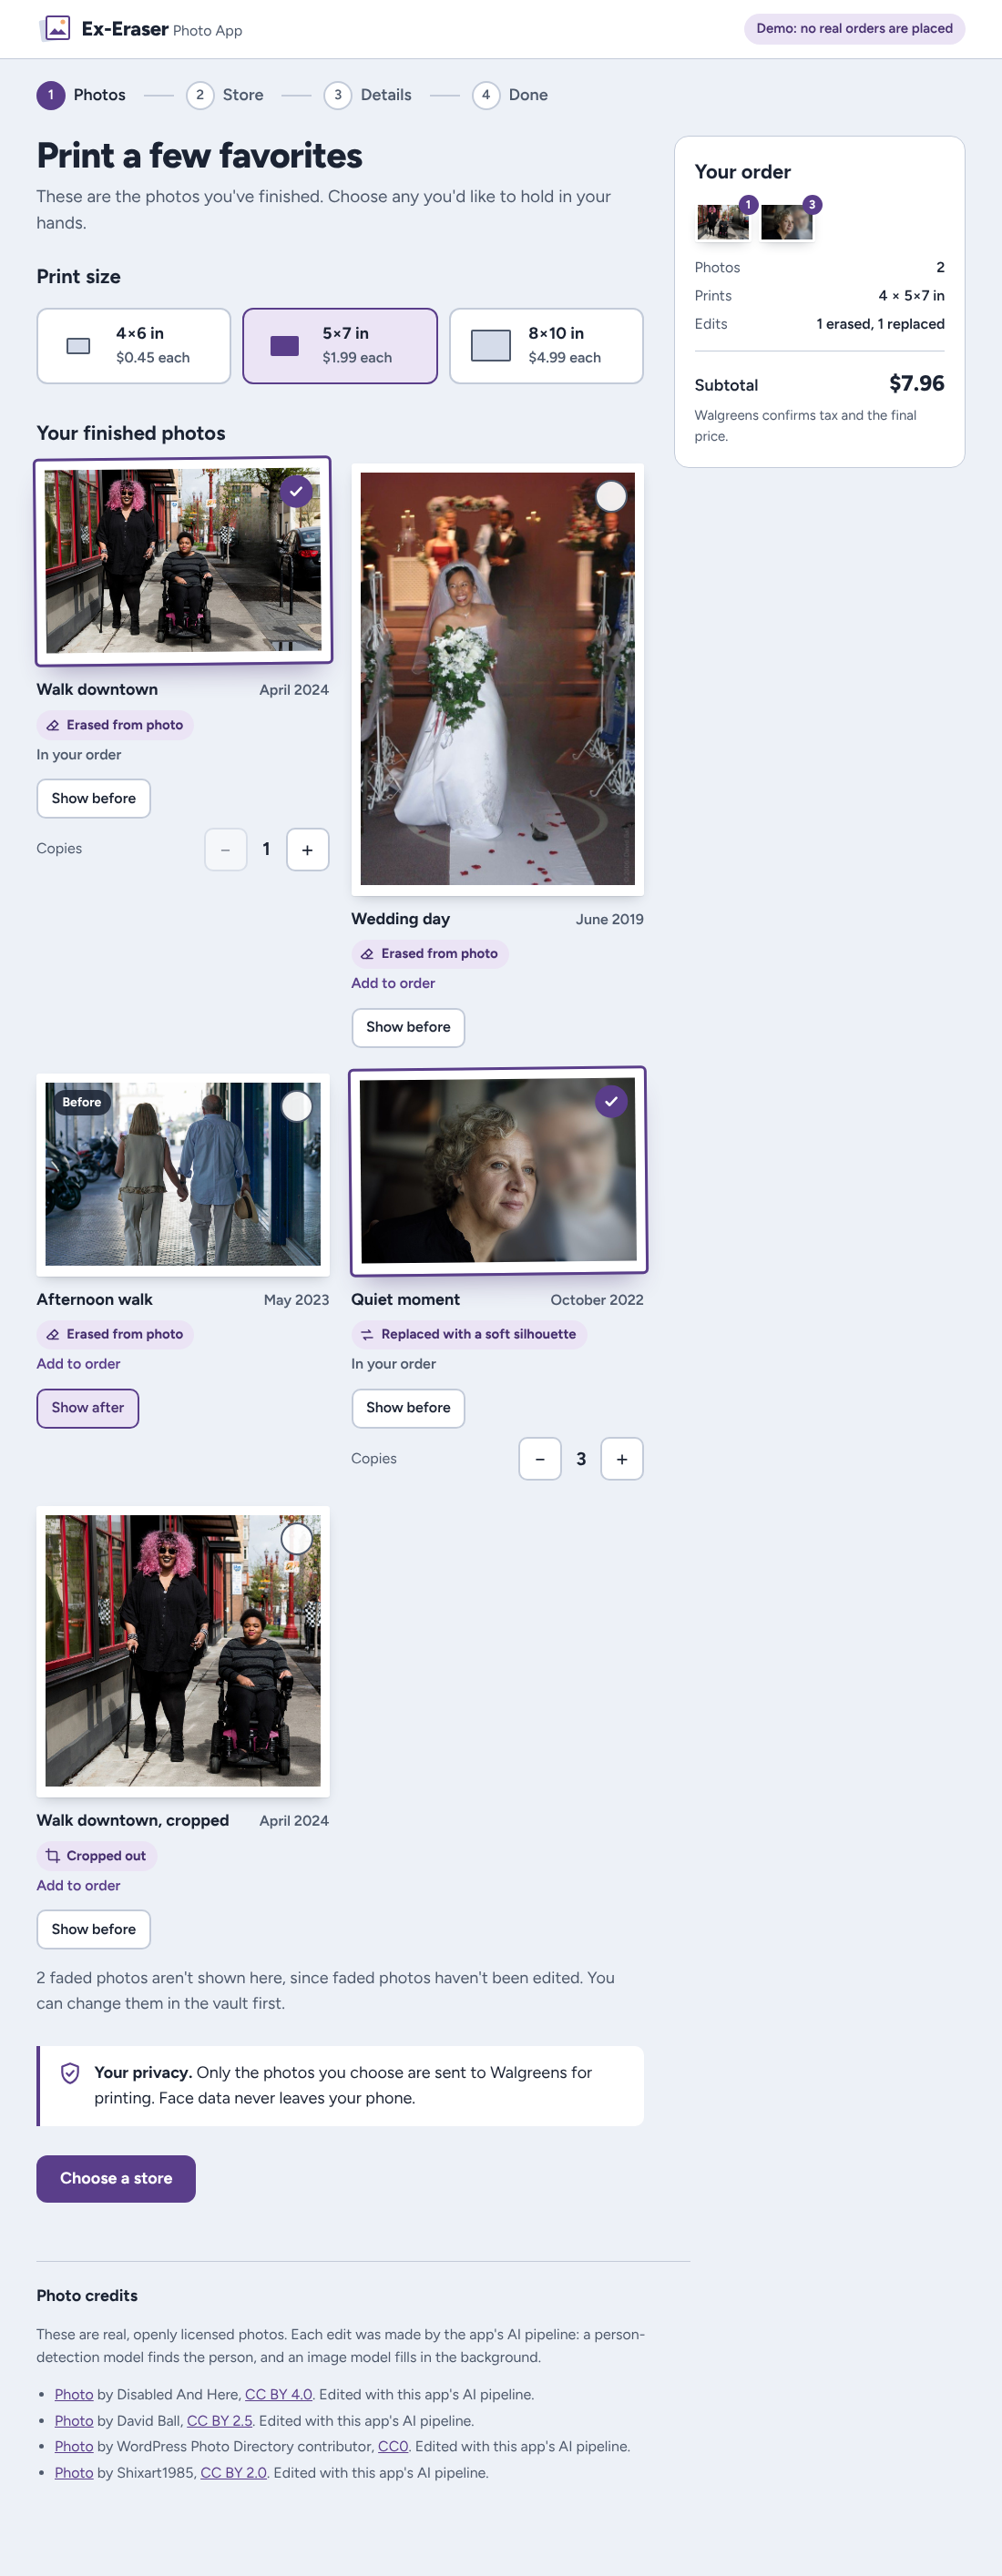 Ex-Eraser Photo App
Demo: no real orders are placed
1 Photos
2 Store
3 Details
4 Done
Print a few favorites
These are the photos you've finished. Choose any you'd like to hold in your
hands.
Print size
4×6 in
$0.45 each
5×7 in
$1.99 each
8×10 in
$4.99 each
Your finished photos
Walk downtown
April 2024
Erased from photo
In your order
Show before
Copies
−
1
+
Wedding day
June 2019
Erased from photo
Add to order
Show before
Before
Afternoon walk
May 2023
Erased from photo
Add to order
Show after
Quiet moment
October 2022
Replaced with a soft silhouette
In your order
Show before
Copies
−
3
+
Walk downtown, cropped
April 2024
Cropped out
Add to order
Show before
2 faded photos aren't shown here, since faded photos haven't been edited. You
can change them in the vault first.
Your privacy. Only the photos you choose are sent to Walgreens for
printing. Face data never leaves your phone.
Choose a store
Your order
1
3
Photos 2
Prints 4 × 5×7 in
Edits 1 erased, 1 replaced
Subtotal $7.96
Walgreens confirms tax and the final
price.
Photo credits
These are real, openly licensed photos. Each edit was made by the app's AI pipeline: a person-
detection model finds the person, and an image model fills in the background.
• Photo by Disabled And Here, CC BY 4.0. Edited with this app's AI pipeline.
• Photo by David Ball, CC BY 2.5. Edited with this app's AI pipeline.
• Photo by WordPress Photo Directory contributor, CC0. Edited with this app's AI pipeline.
• Photo by Shixart1985, CC BY 2.0. Edited with this app's AI pipeline.